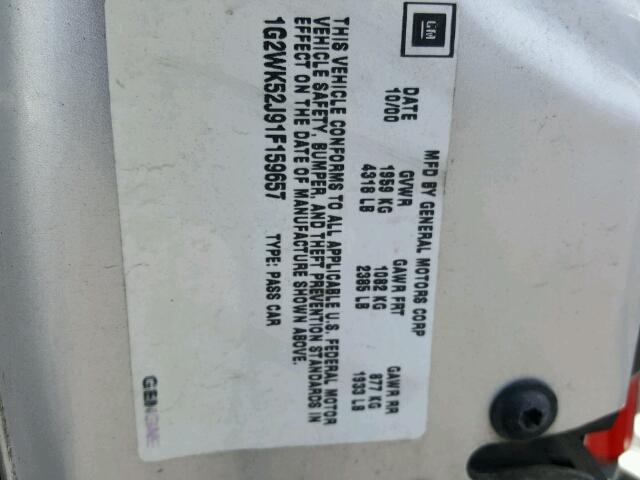 GM
MFD BY GENERAL MOTORS CORP
DATE GVWR GAWR FRT GAWR RR
10/00 1959 KG 1082 KG 877 KG
4318 LB 2385 LB 1933 LB
THIS VEHICLE CONFORMS TO ALL APPLICABLE U.S. FEDERAL MOTOR
VEHICLE SAFETY, BUMPER, AND THEFT PREVENTION STANDARDS IN
EFFECT ON THE DATE OF MANUFACTURE SHOWN ABOVE.
1G2WK52J91F159657 TYPE: PASS CAR